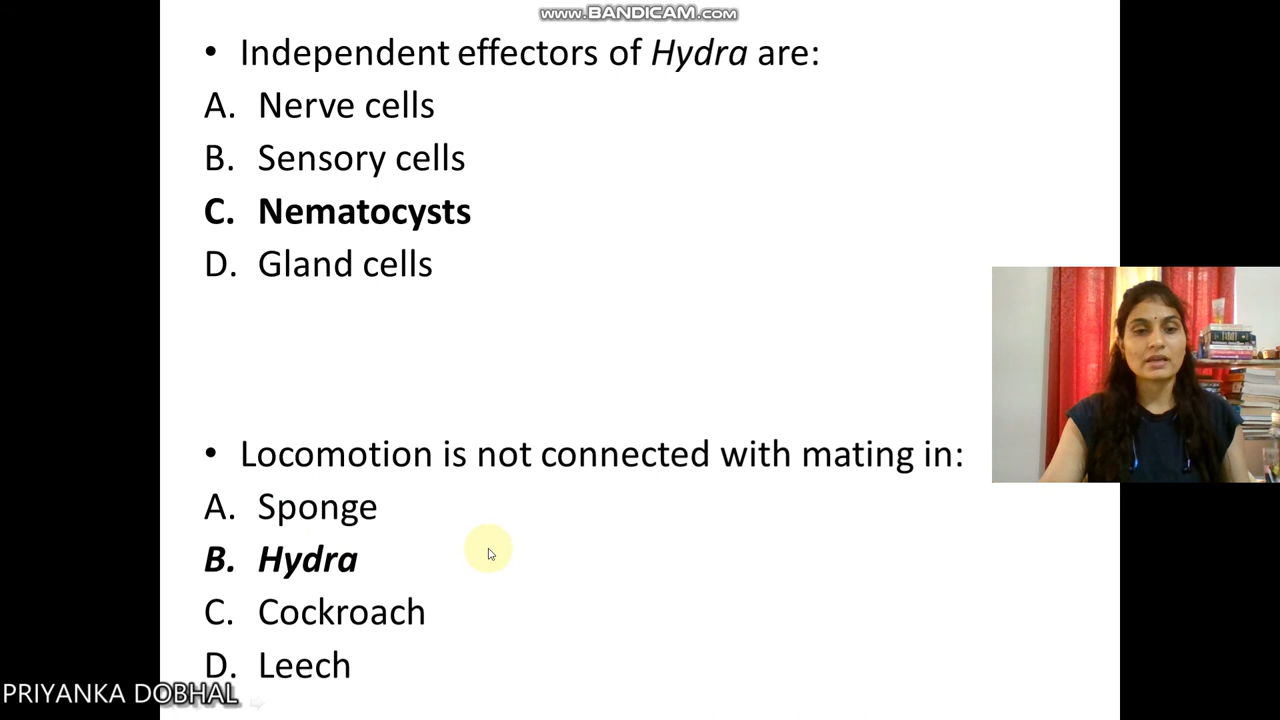 WWW.BANDICAM.COM
• Independent effectors of Hydra are:
A. Nerve cells
B. Sensory cells
C. Nematocysts
D. Gland cells
• Locomotion is not connected with mating in:
A. Sponge
B. Hydra
C. Cockroach
D. Leech
PRIYANKA DOBHAL